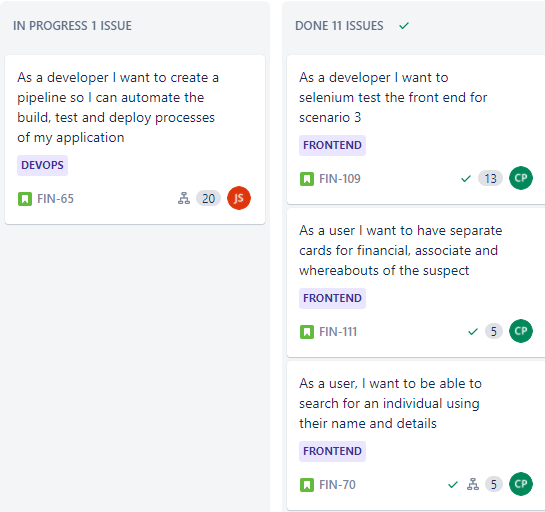 IN PROGRESS 1 ISSUE
As a developer I want to create a
pipeline so I can automate the
build, test and deploy processes
of my application
DEVOPS
FIN-65 20 JS
DONE 11 ISSUES
As a developer I want to
selenium test the front end for
scenario 3
FRONTEND
FIN-109 13 CP
As a user I want to have separate
cards for financial, associate and
whereabouts of the suspect
FRONTEND
FIN-111 5 CP
As a user, I want to be able to
search for an individual using
their name and details
FRONTEND
FIN-70 5 CP